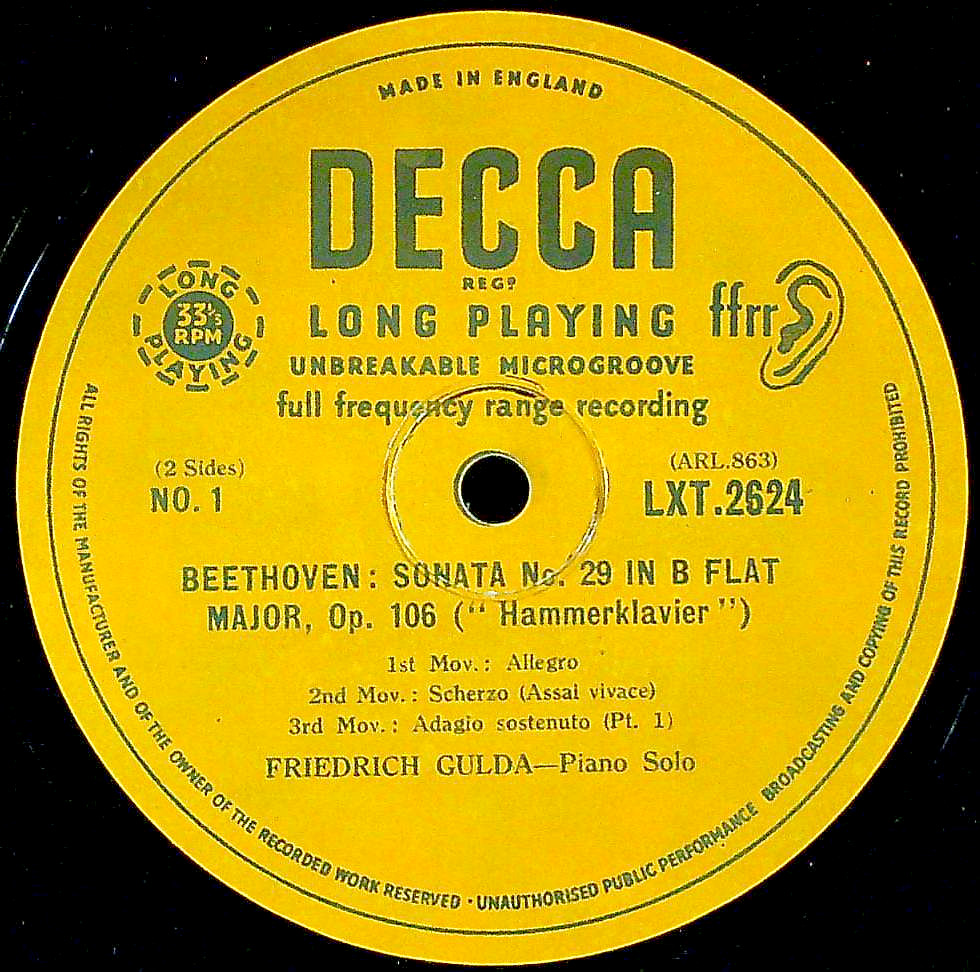 MADE IN ENGLAND
DECCA
REGD
LONG PLAYING
33⅓
RPM
LONG PLAYING
ffrr
UNBREAKABLE MICROGROOVE
full frequency range recording
(2 Sides)
NO. 1
(ARL.863)
LXT.2624
BEETHOVEN: SONATA No. 29 IN B FLAT
MAJOR, Op. 106 (“ Hammerklavier ”)
1st Mov.: Allegro
2nd Mov.: Scherzo (Assai vivace)
3rd Mov.: Adagio sostenuto (Pt. 1)
FRIEDRICH GULDA—Piano Solo
ALL RIGHTS OF THE MANUFACTURER AND OF THE OWNER OF THE RECORDED WORK RESERVED · UNAUTHORISED PUBLIC PERFORMANCE BROADCASTING AND COPYING OF THIS RECORD PROHIBITED